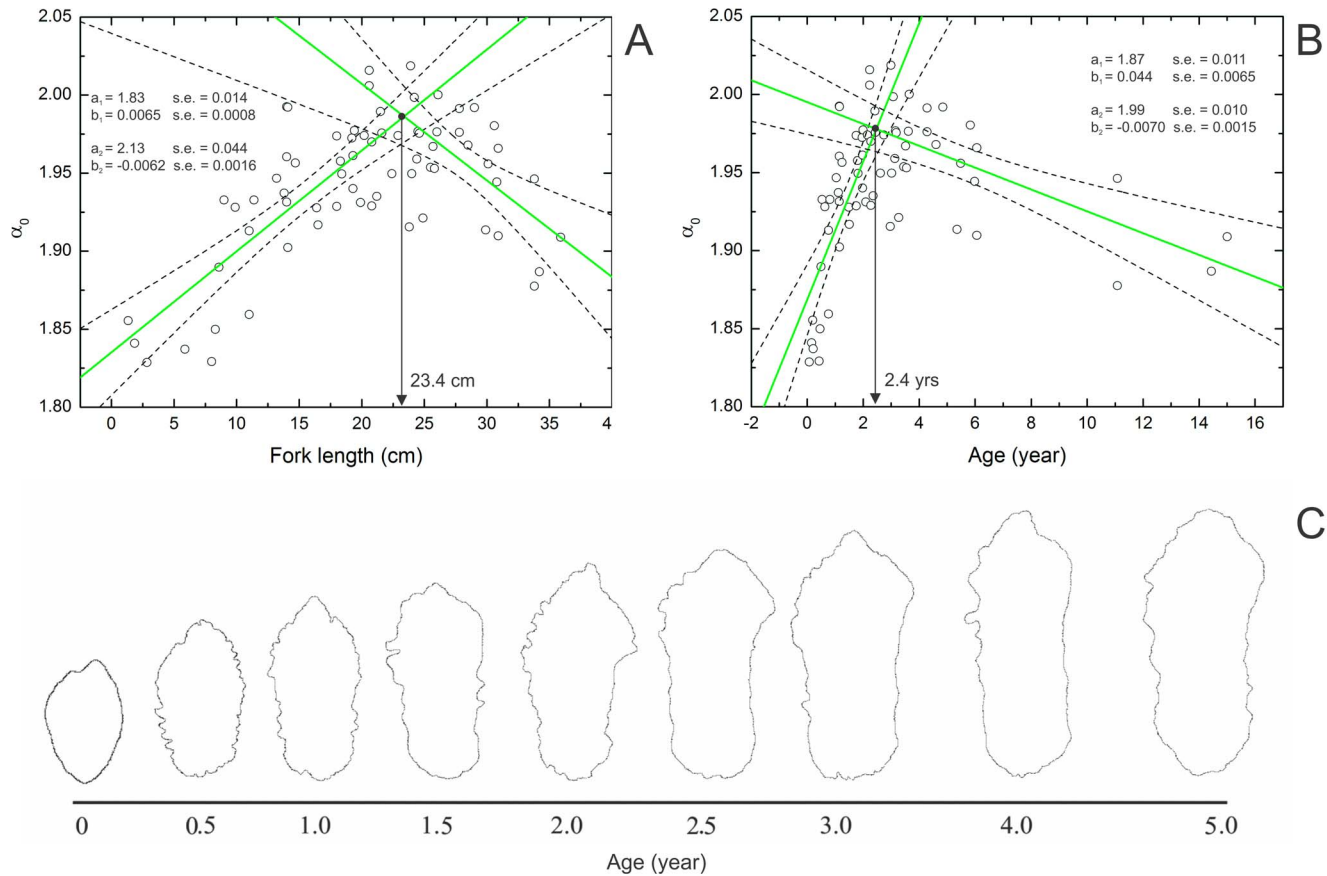 A
2.05
2.00
1.95
1.90
1.85
1.80
α0
a1 = 1.83 s.e. = 0.014
b1 = 0.0065 s.e. = 0.0008
a2 = 2.13 s.e. = 0.044
b2 = -0.0062 s.e. = 0.0016
23.4 cm
0 5 10 15 20 25 30 35 4
Fork length (cm)
B
2.05
2.00
1.95
1.90
1.85
1.80
α0
a1 = 1.87 s.e. = 0.011
b1 = 0.044 s.e. = 0.0065
a2 = 1.99 s.e. = 0.010
b2 = -0.0070 s.e. = 0.0015
2.4 yrs
-2 0 2 4 6 8 10 12 14 16
Age (year)
C
0 0.5 1.0 1.5 2.0 2.5 3.0 4.0 5.0
Age (year)